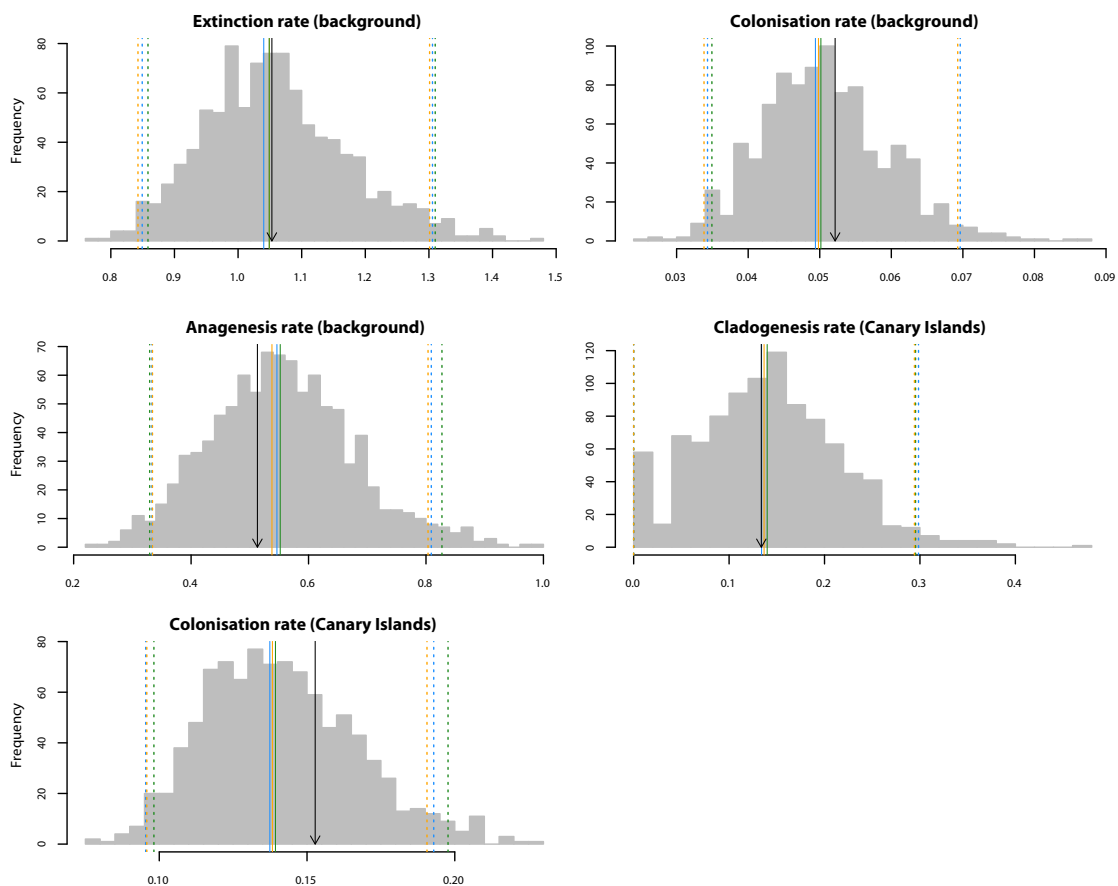 Extinction rate (background)
Frequency
0 20 40 60 80
0.8 0.9 1.0 1.1 1.2 1.3 1.4 1.5
Colonisation rate (background)
0 20 40 60 80 100
0.03 0.04 0.05 0.06 0.07 0.08 0.09
Anagenesis rate (background)
Frequency
0 10 20 30 40 50 60 70
0.2 0.4 0.6 0.8 1.0
Cladogenesis rate (Canary Islands)
0 20 40 60 80 100 120
0.0 0.1 0.2 0.3 0.4
Colonisation rate (Canary Islands)
Frequency
0 20 40 60 80
0.10 0.15 0.20